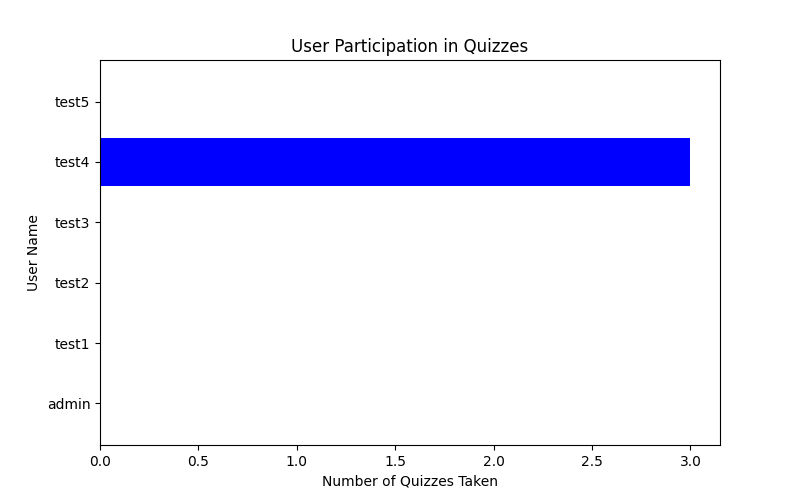 User Participation in Quizzes
test5
test4
test3
test2
test1
admin
User Name
0.0 0.5 1.0 1.5 2.0 2.5 3.0
Number of Quizzes Taken